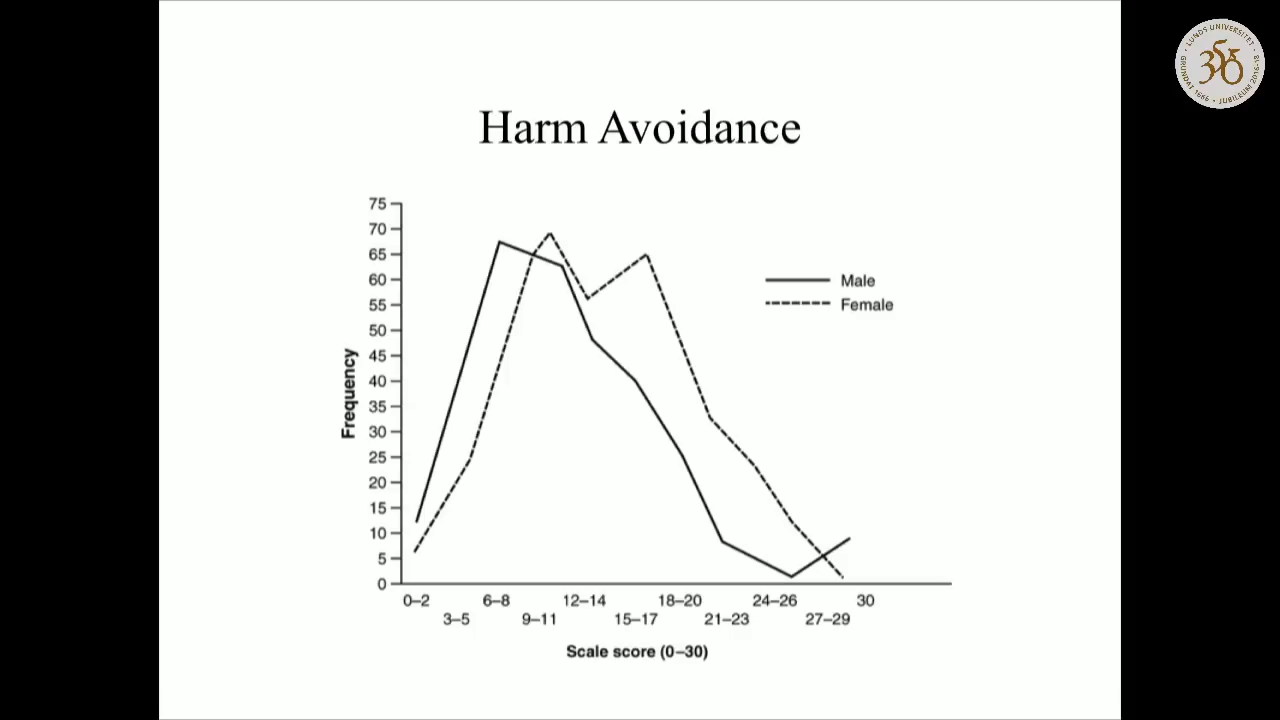 LUNDS UNIVERSITET
350
GRUNDAT 1666 • JUBILEUM 2016-18
Harm Avoidance
75
70
65
60
55
50
45
40
35
30
25
20
15
10
5
0
Frequency
Male
Female
0–2 6–8 12–14 18–20 24–26 30
3–5 9–11 15–17 21–23 27–29
Scale score (0–30)